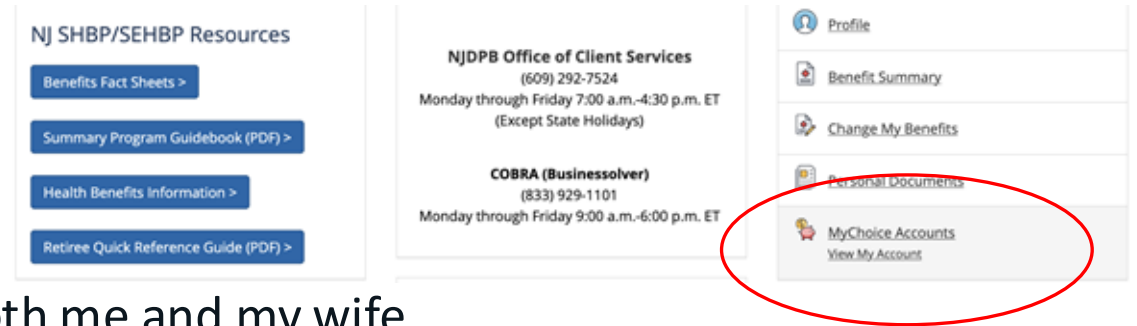 NJ SHBP/SEHBP Resources
Benefits Fact Sheets >
Summary Program Guidebook (PDF) >
Health Benefits Information >
Retiree Quick Reference Guide (PDF) >
NJDPB Office of Client Services
(609) 292-7524
Monday through Friday 7:00 a.m.-4:30 p.m. ET
(Except State Holidays)
COBRA (Businessolver)
(833) 929-1101
Monday through Friday 9:00 a.m.-6:00 p.m. ET
Profile
Benefit Summary
Change My Benefits
Personal Documents
MyChoice Accounts
View My Account
me and my wife